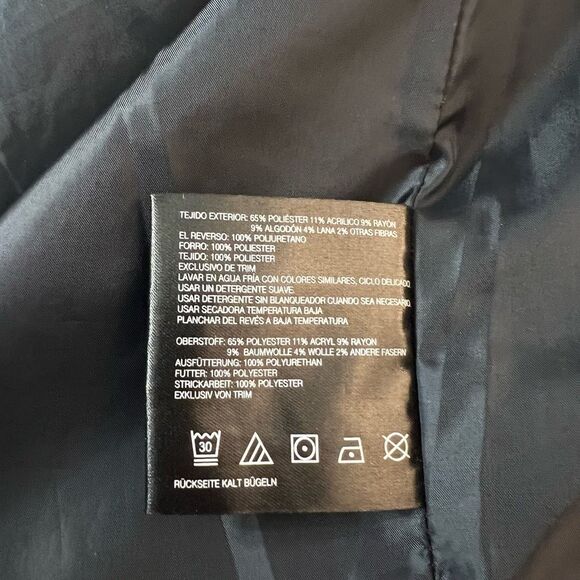 TEJIDO EXTERIOR: 65% POLIÉSTER 11% ACRILICO 9% RAYÓN
9% ALGODÓN 4% LANA 2% OTRAS FIBRAS
EL REVERSO: 100% POLIURETANO
FORRO: 100% POLIESTER
TEJIDO: 100% POLIESTER
EXCLUSIVO DE TRIM
LAVAR EN AGUA FRÍA CON COLORES SIMILARES, CICLO DELICADO
USAR UN DETERGENTE SUAVE.
USAR DETERGENTE SIN BLANQUEADOR CUANDO SEA NECESARIO
USAR SECADORA TEMPERATURA BAJA
PLANCHAR DEL REVÉS A BAJA TEMPERATURA
OBERSTOFF: 65% POLYESTER 11% ACRYL 9% RAYON
9% BAUMWOLLE 4% WOLLE 2% ANDERE FASERN
AUSFÜTTERUNG: 100% POLYURETHAN
FUTTER: 100% POLYESTER
STRICKARBEIT: 100% POLYESTER
EXKLUSIV VON TRIM
30
RÜCKSEITE KALT BÜGELN